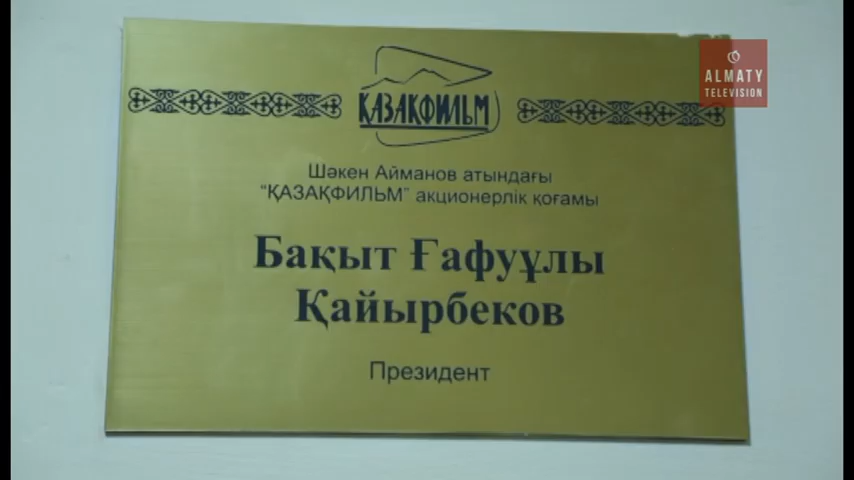 ALMATY
TELEVISION
ҚАЗАҚФИЛЬМ
Шәкен Айманов атындағы
"ҚАЗАҚФИЛЬМ" акционерлік қоғамы
Бақыт Ғафуұлы
Қайырбеков
Президент